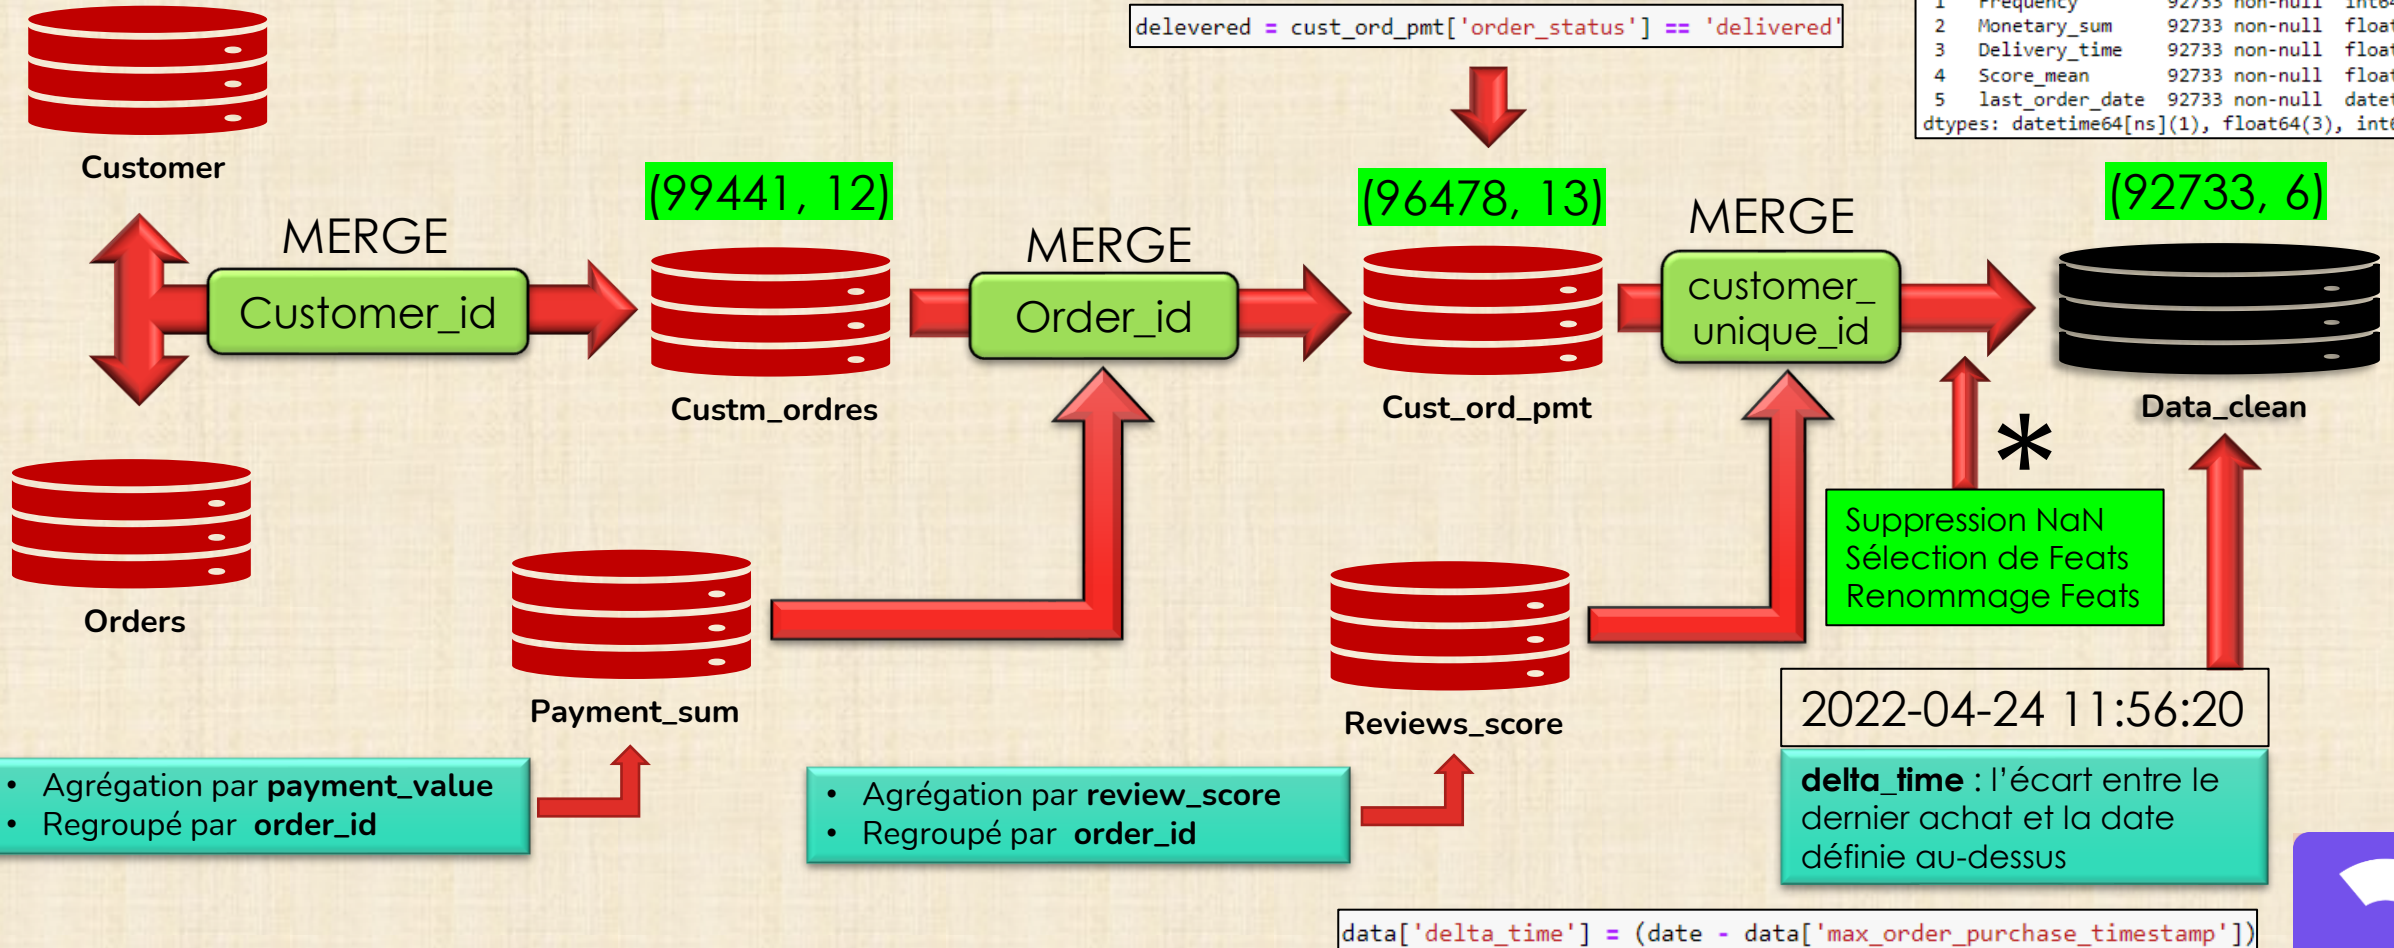 delevered = cust_ord_pmt['order_status'] == 'delivered'
1 Frequency 92733 non-null int64
2 Monetary_sum 92733 non-null float
3 Delivery_time 92733 non-null float
4 Score_mean 92733 non-null float
5 last_order_date 92733 non-null datet
dtypes: datetime64[ns](1), float64(3), int6
Customer
(99441, 12)
(96478, 13)
(92733, 6)
MERGE
MERGE
MERGE
Customer_id
Order_id
customer_
unique_id
Custm_ordres
Cust_ord_pmt
Data_clean
*
Suppression NaN
Sélection de Feats
Renommage Feats
Orders
Payment_sum
Reviews_score
2022-04-24 11:56:20
• Agrégation par payment_value
• Regroupé par order_id
• Agrégation par review_score
• Regroupé par order_id
delta_time : l'écart entre le
dernier achat et la date
définie au-dessus
data['delta_time'] = (date - data['max_order_purchase_timestamp'])